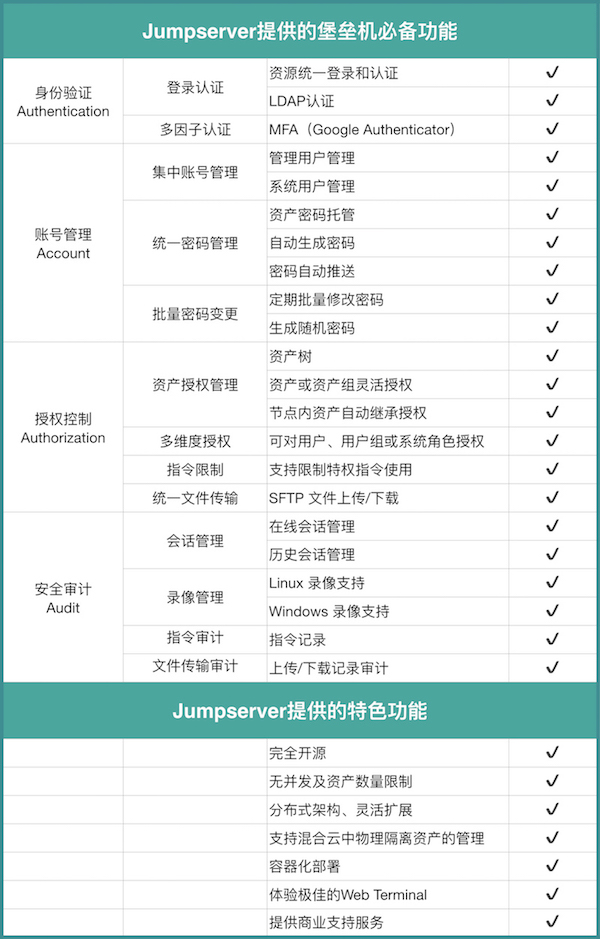 Jumpserver提供的堡垒机必备功能
身份验证
Authentication
登录认证
资源统一登录和认证 ✓
LDAP认证 ✓
多因子认证
MFA（Google Authenticator） ✓
账号管理
Account
集中账号管理
管理用户管理 ✓
系统用户管理 ✓
统一密码管理
资产密码托管 ✓
自动生成密码 ✓
密码自动推送 ✓
批量密码变更
定期批量修改密码 ✓
生成随机密码 ✓
授权控制
Authorization
资产授权管理
资产树 ✓
资产或资产组灵活授权 ✓
节点内资产自动继承授权 ✓
多维度授权
可对用户、用户组或系统角色授权 ✓
指令限制
支持限制特权指令使用 ✓
统一文件传输
SFTP 文件上传/下载 ✓
安全审计
Audit
会话管理
在线会话管理 ✓
历史会话管理 ✓
录像管理
Linux 录像支持 ✓
Windows 录像支持 ✓
指令审计
指令记录 ✓
文件传输审计
上传/下载记录审计 ✓
Jumpserver提供的特色功能
完全开源 ✓
无并发及资产数量限制 ✓
分布式架构、灵活扩展 ✓
支持混合云中物理隔离资产的管理 ✓
容器化部署 ✓
体验极佳的Web Terminal ✓
提供商业支持服务 ✓